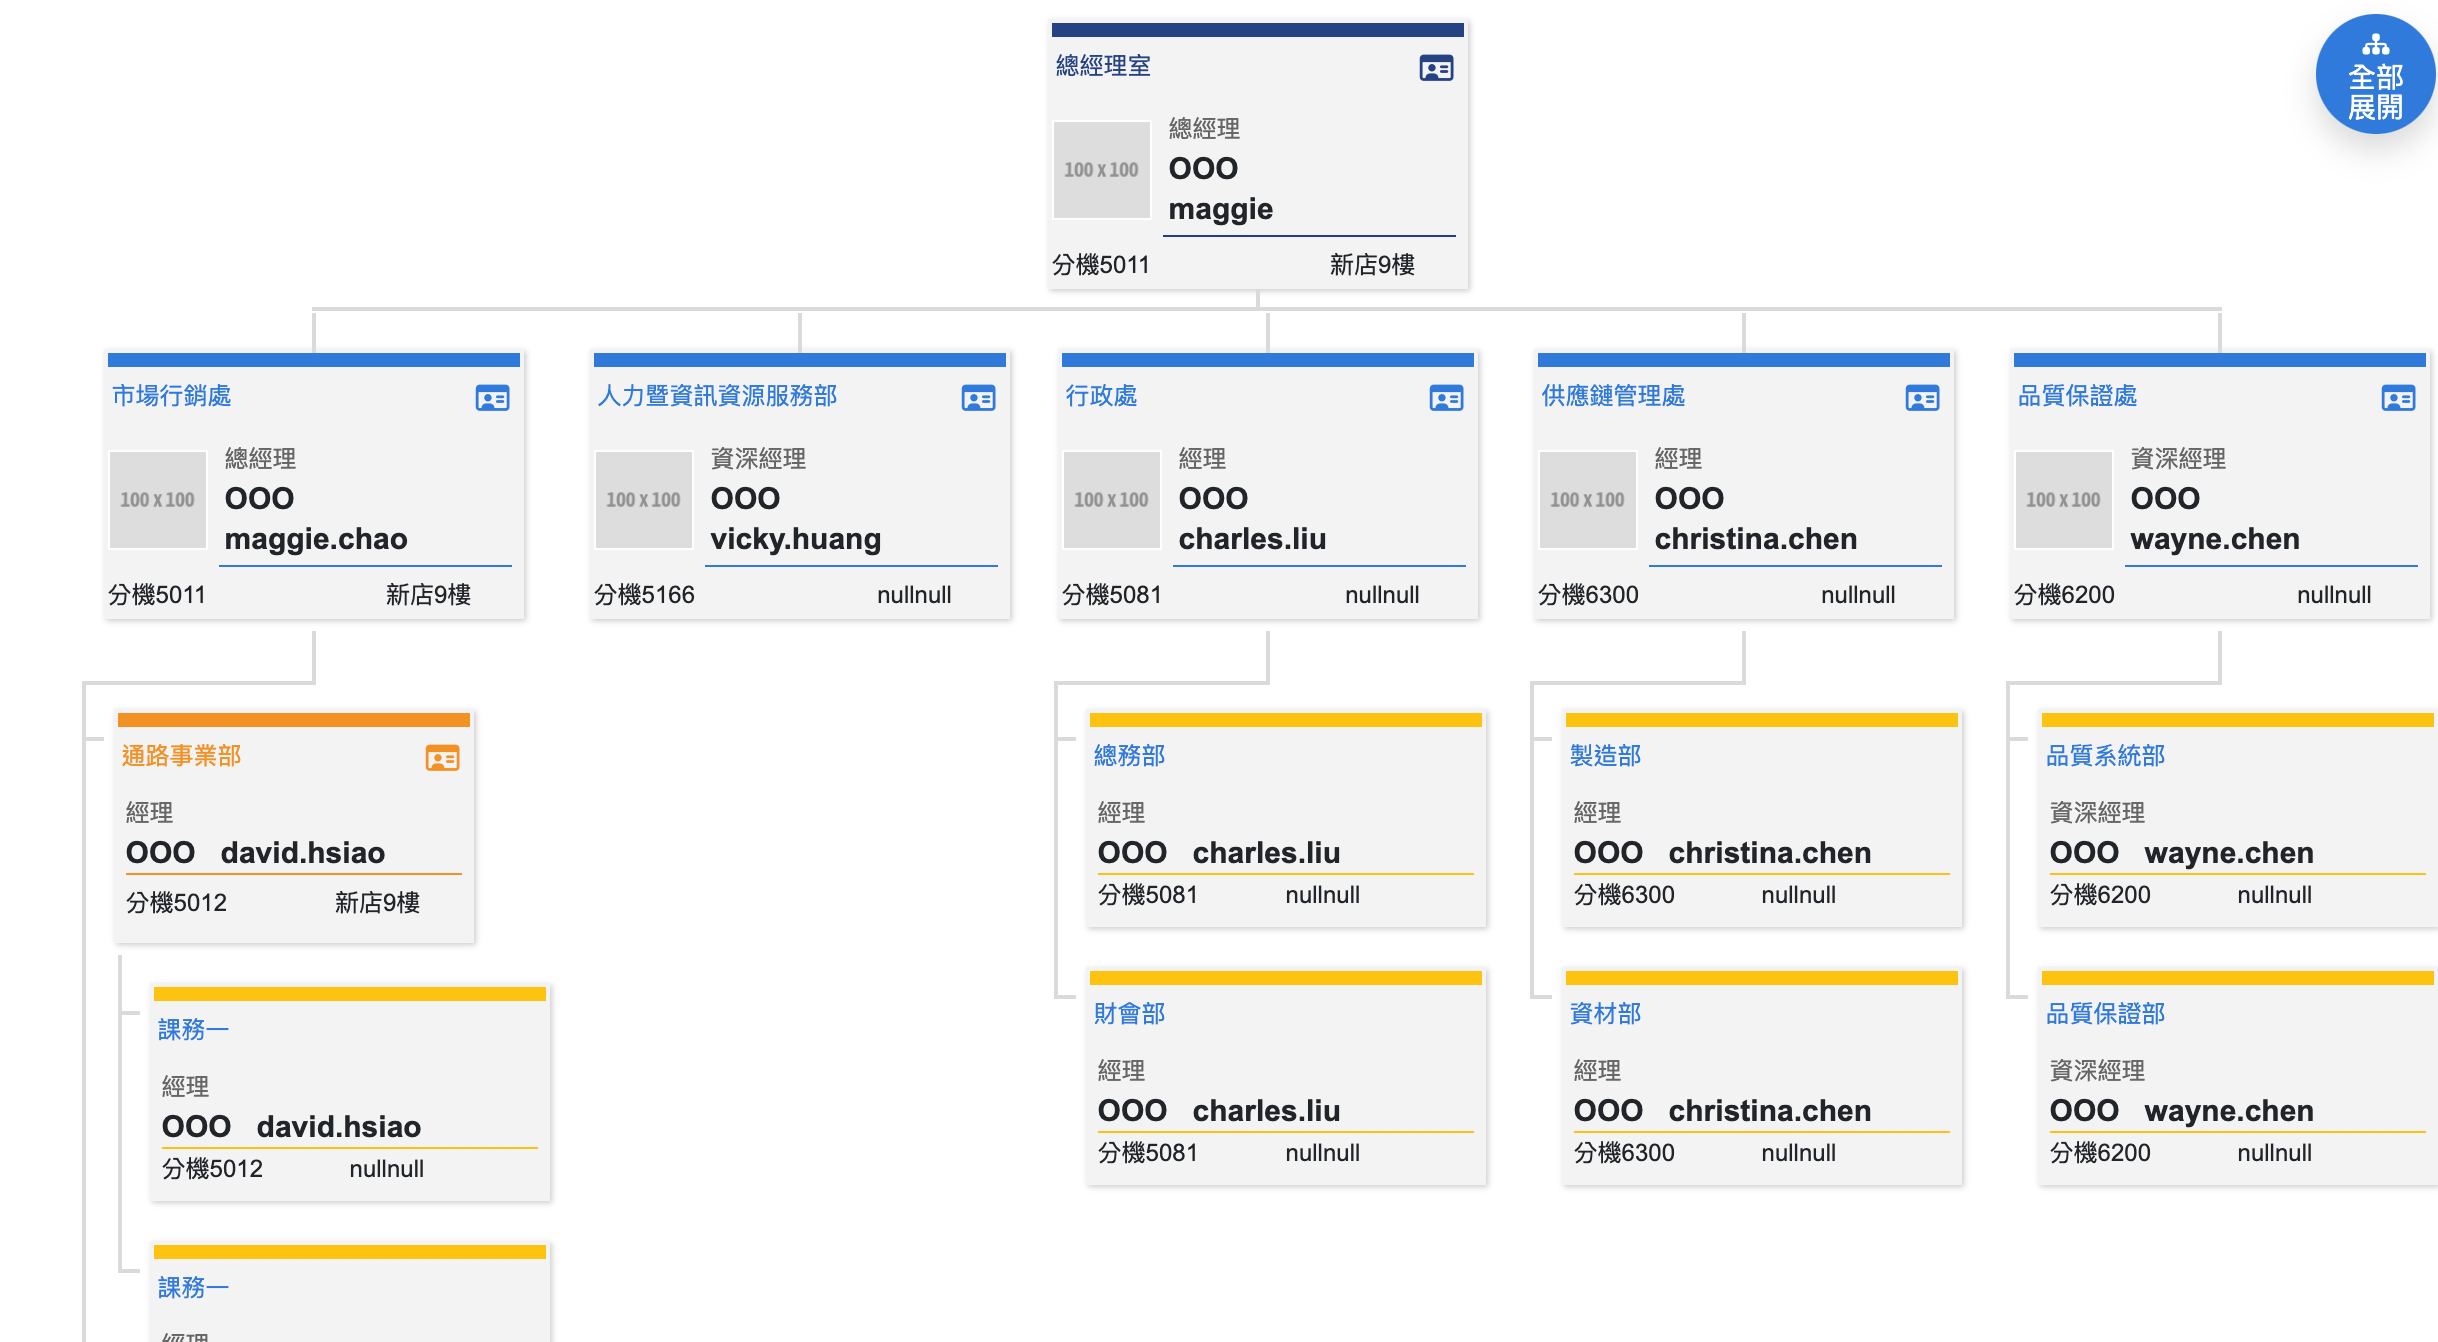 總經理室
100 x 100
總經理
OOO
maggie
分機5011
新店9樓
全部
展開
市場行銷處
100 x 100
總經理
OOO
maggie.chao
分機5011
新店9樓
人力暨資訊資源服務部
100 x 100
資深經理
OOO
vicky.huang
分機5166
nullnull
行政處
100 x 100
經理
OOO
charles.liu
分機5081
nullnull
供應鏈管理處
100 x 100
經理
OOO
christina.chen
分機6300
nullnull
品質保證處
100 x 100
資深經理
OOO
wayne.chen
分機6200
nullnull
通路事業部
經理
OOO david.hsiao
分機5012
新店9樓
課務一
經理
OOO david.hsiao
分機5012
nullnull
課務一
經理
總務部
經理
OOO charles.liu
分機5081
nullnull
財會部
經理
OOO charles.liu
分機5081
nullnull
製造部
經理
OOO christina.chen
分機6300
nullnull
資材部
經理
OOO christina.chen
分機6300
nullnull
品質系統部
資深經理
OOO wayne.chen
分機6200
nullnull
品質保證部
資深經理
OOO wayne.chen
分機6200
nullnull